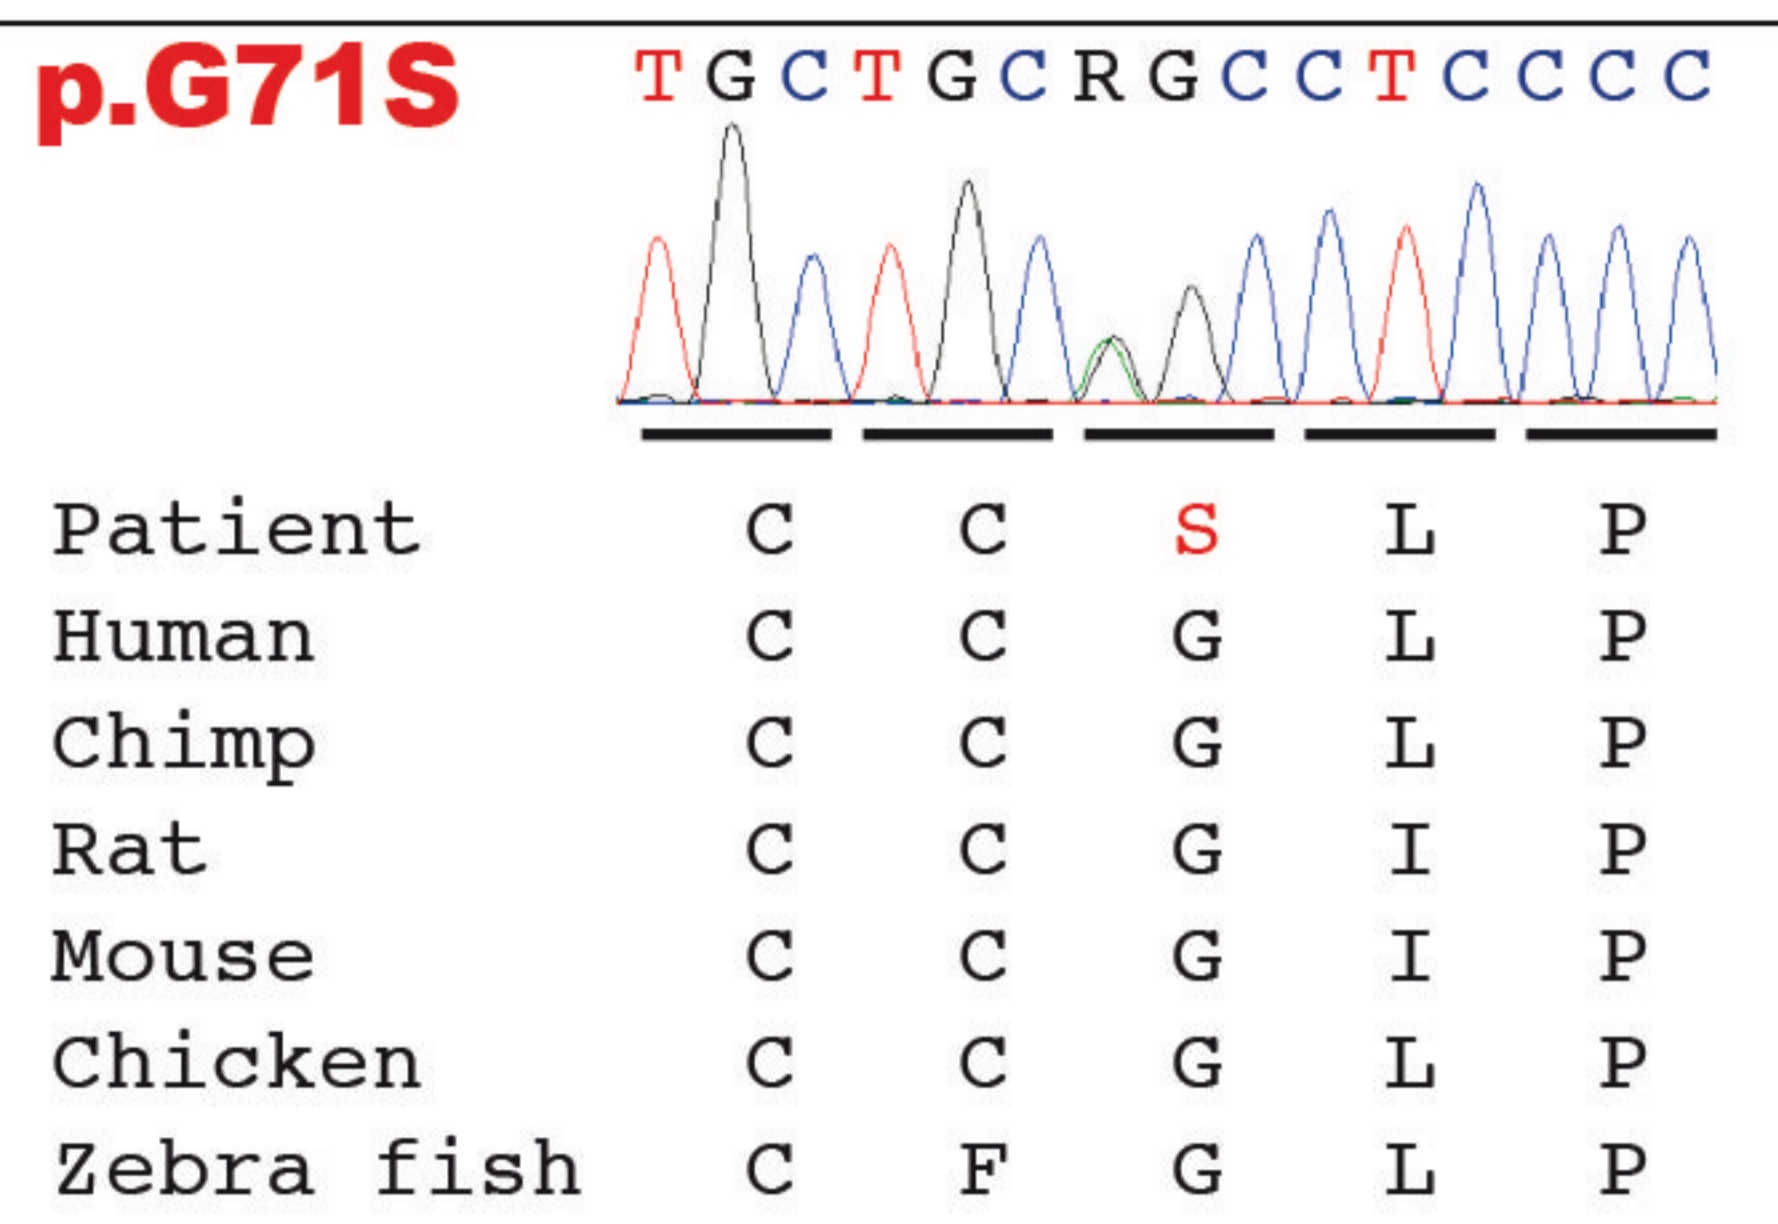 p.G71S
T G C T G C R G C C T C C C C
Patient C C S L P
Human C C G L P
Chimp C C G L P
Rat C C G I P
Mouse C C G I P
Chicken C C G L P
Zebra fish C F G L P